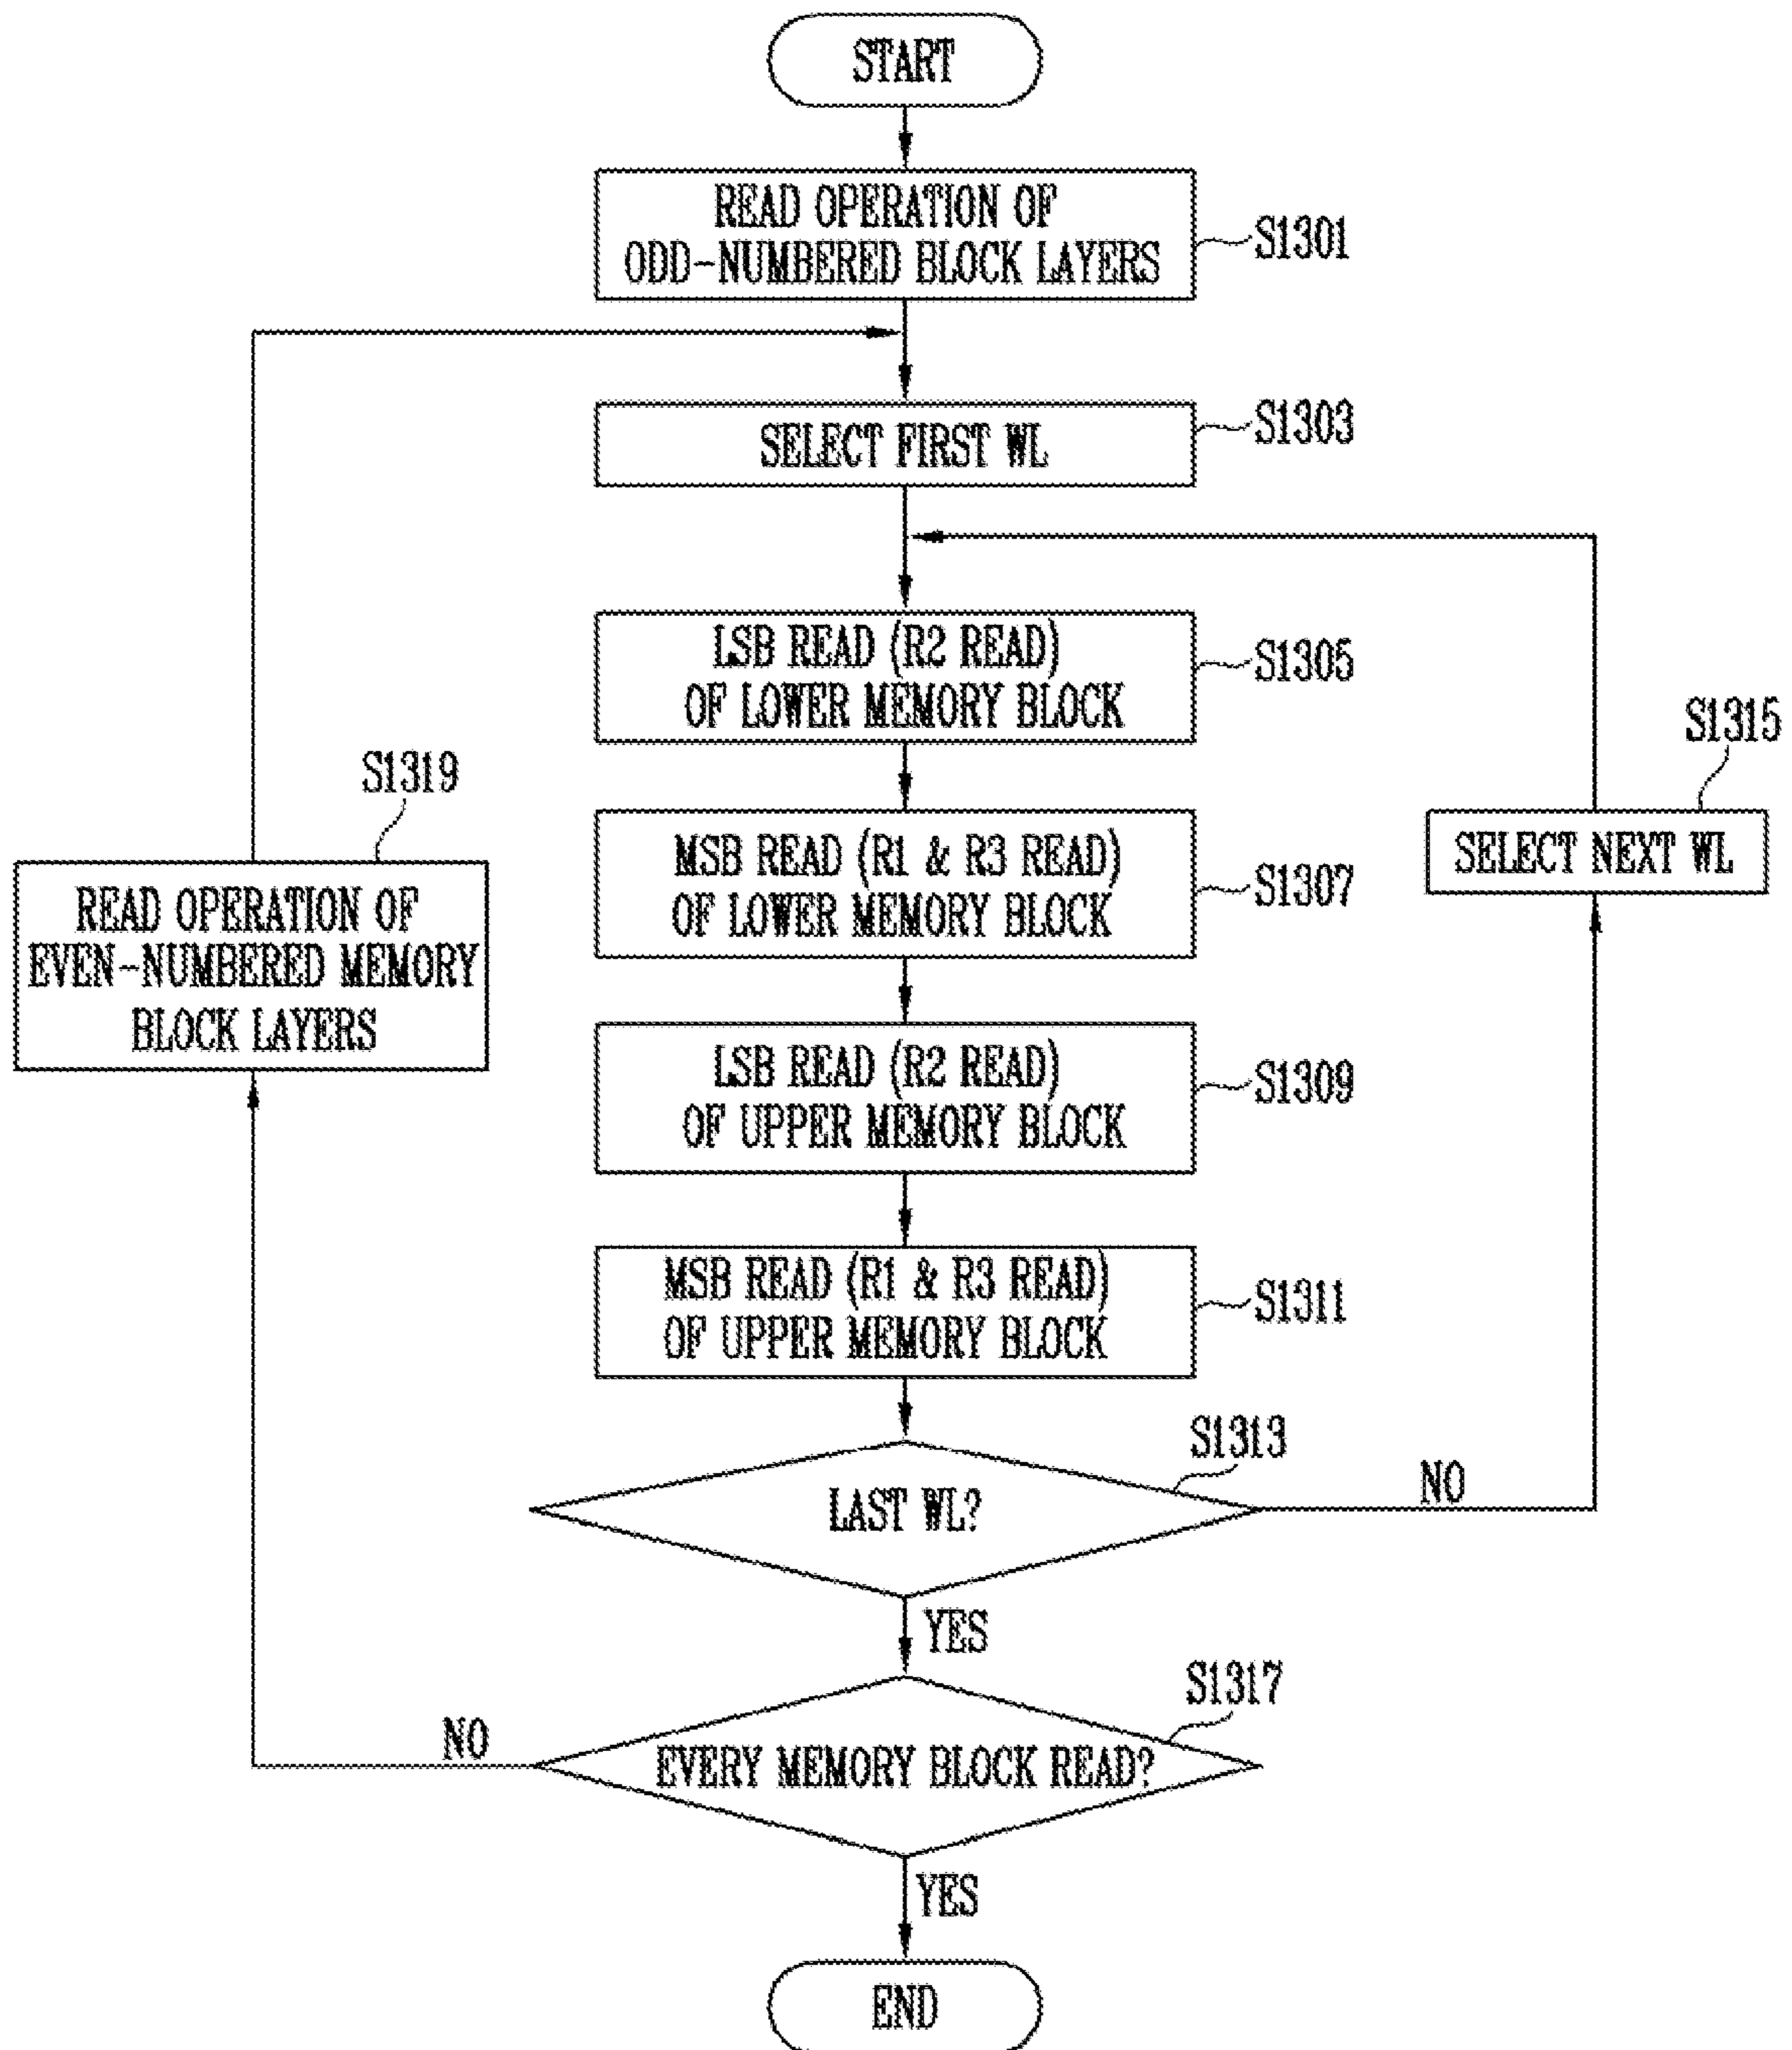 START
READ OPERATION OF
ODD-NUMBERED BLOCK LAYERS
S1301
SELECT FIRST WL
S1303
LSB READ (R2 READ)
OF LOWER MEMORY BLOCK
S1305
S1315
SELECT NEXT WL
S1319
READ OPERATION OF
EVEN-NUMBERED MEMORY
BLOCK LAYERS
MSB READ (R1 & R3 READ)
OF LOWER MEMORY BLOCK
S1307
LSB READ (R2 READ)
OF UPPER MEMORY BLOCK
S1309
MSB READ (R1 & R3 READ)
OF UPPER MEMORY BLOCK
S1311
S1313
LAST WL?
NO
YES
S1317
EVERY MEMORY BLOCK READ?
NO
YES
END